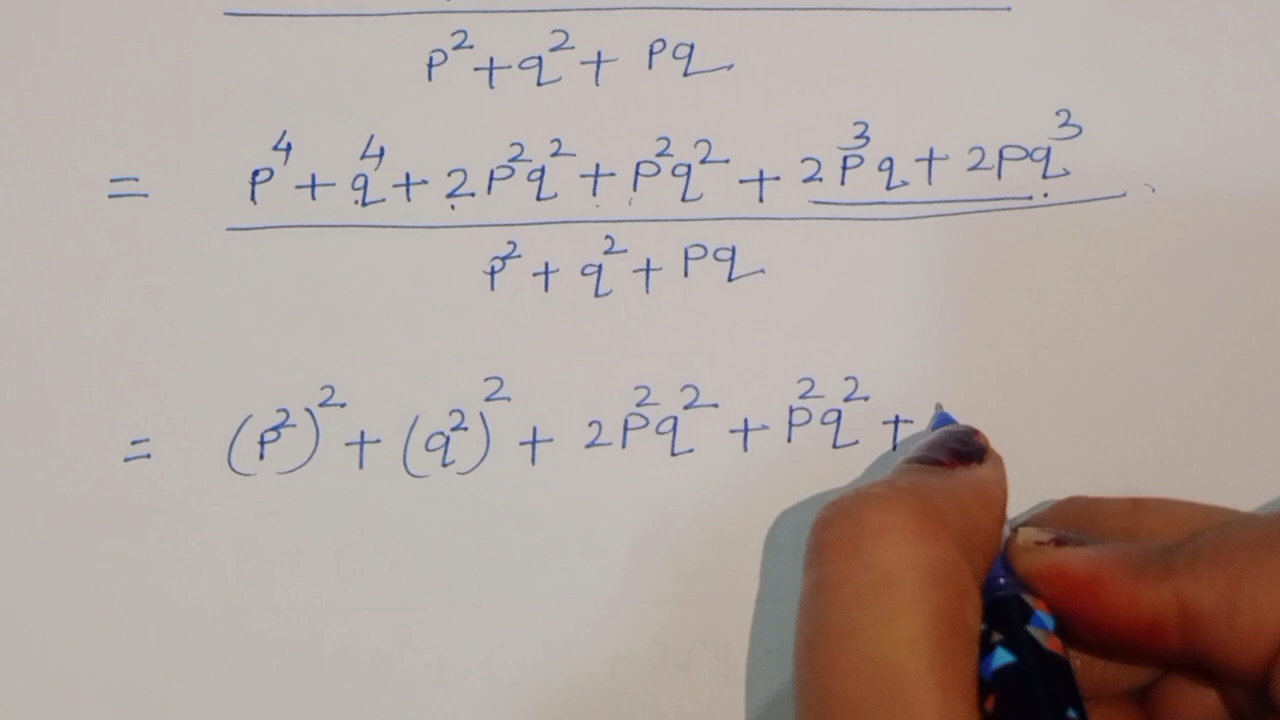 p²+q²+pq
= p⁴+q⁴+2p²q²+p²q²+2p³q+2pq³
p²+q²+pq
= (p²)²+(q²)²+2p²q²+p²q²+